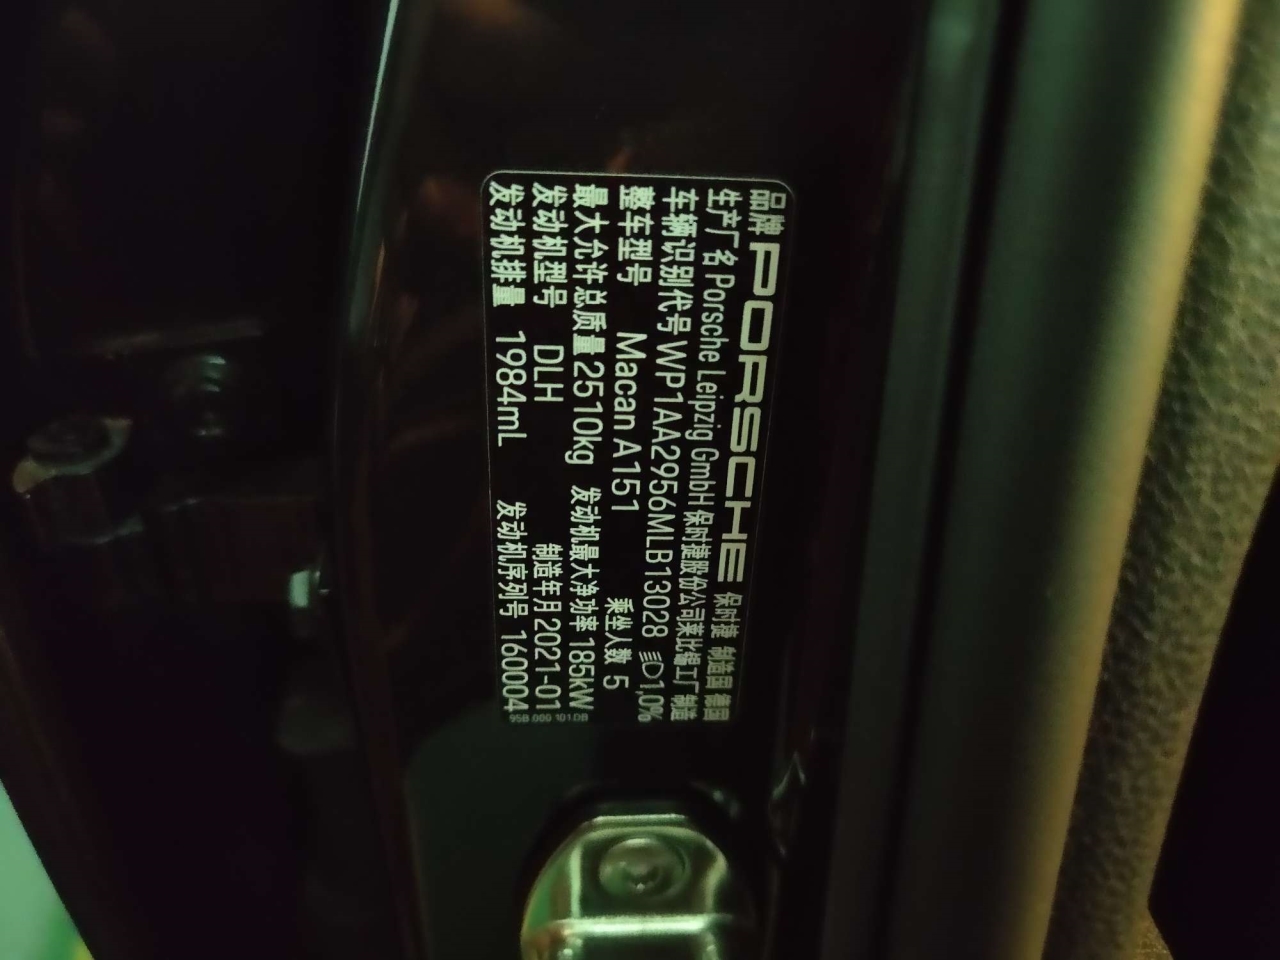 品牌 PORSCHE 保时捷 制造国 德国
生产厂名 Porsche Leipzig GmbH 保时捷股份公司莱比锡工厂制造
车辆识别代号 WP1AA2956MLB13028 1,0%
整车型号 Macan A151 乘坐人数 5
最大允许总质量 2510kg 发动机最大净功率 185kW
发动机型号 DLH 制造年月 2021-01
发动机排量 1984mL 发动机序列号 160004
95B 000 101 DB